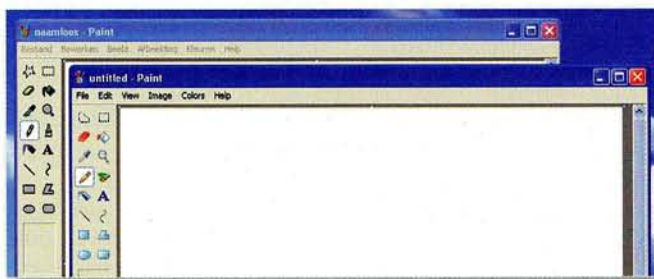 naamloos - Paint
Bestand Bewerken Beeld Afbeelding Kleuren Help
untitled - Paint
File Edit View Image Colors Help
A
A